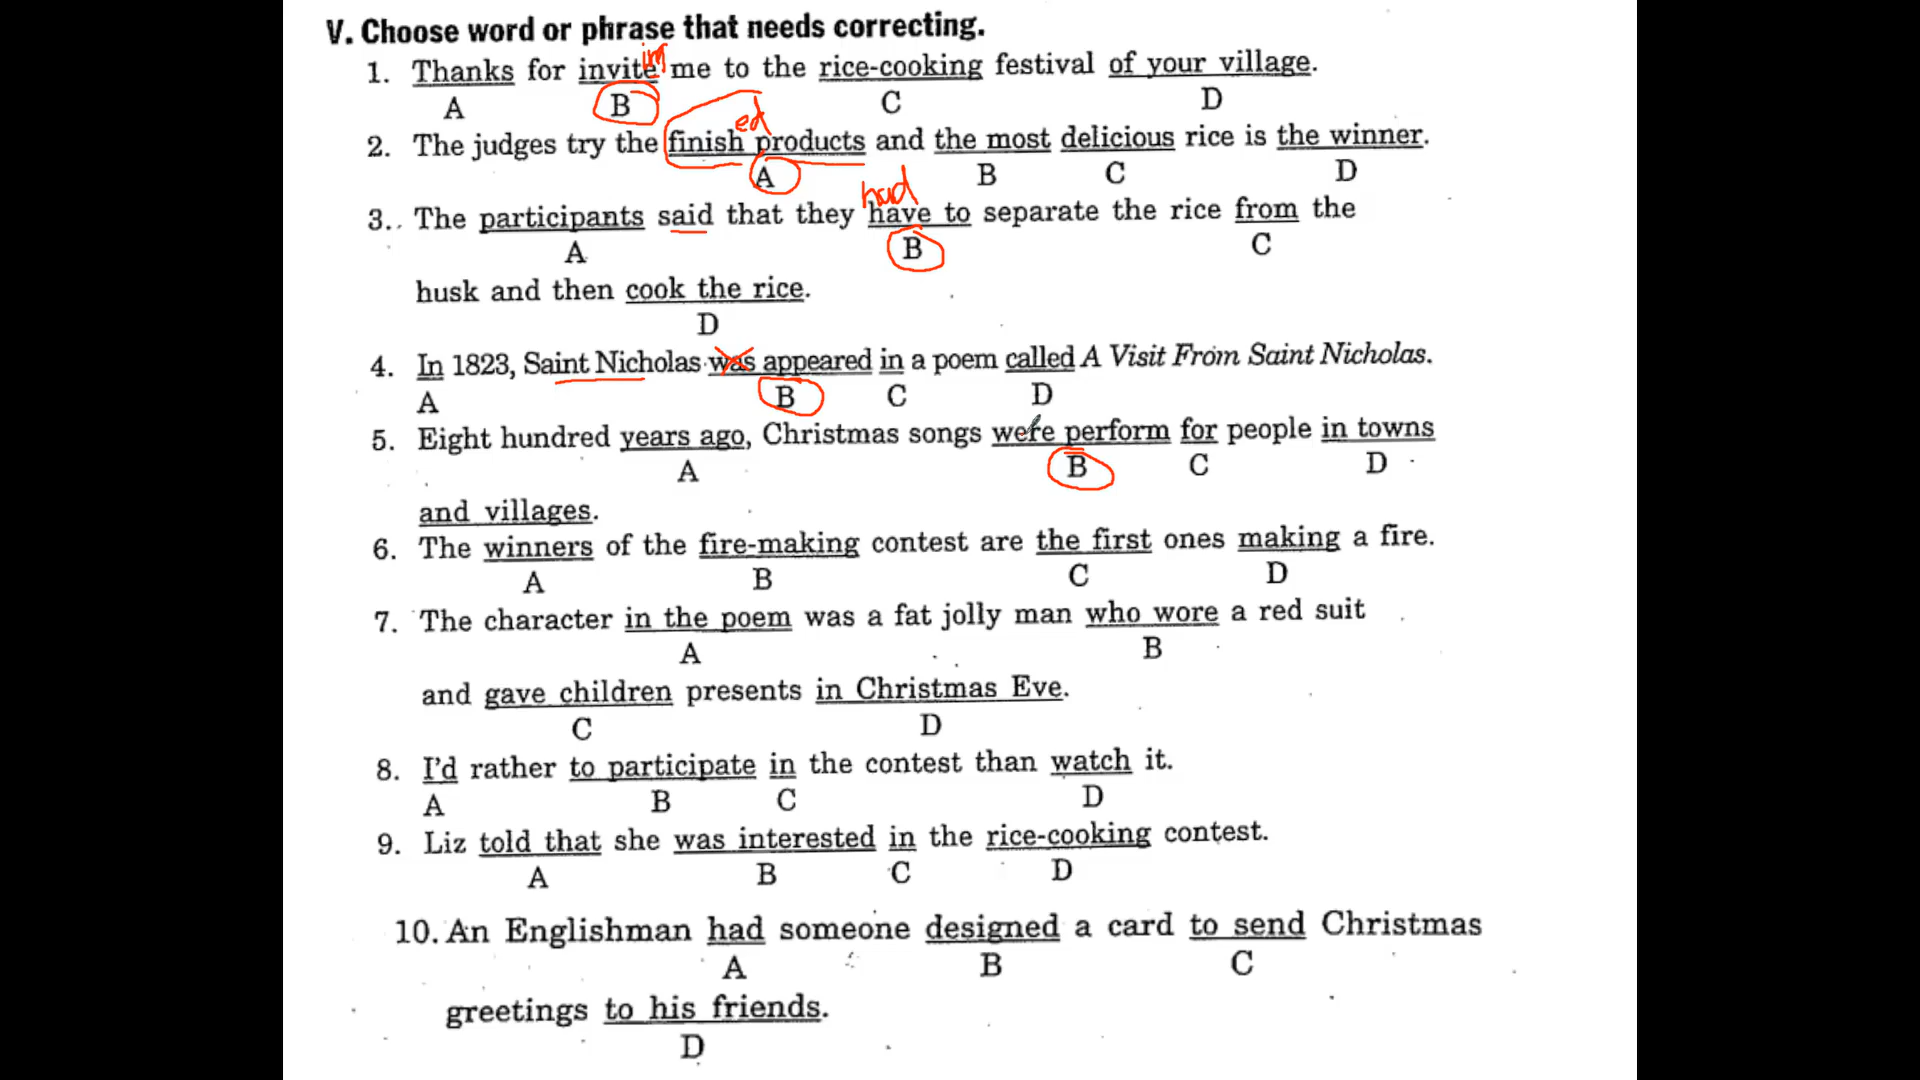 V. Choose word or phrase that needs correcting.
in
1. Thanks for invite me to the rice-cooking festival of your village.
A B C D
ed
2. The judges try the finish products and the most delicious rice is the winner.
A B C D
had
3. The participants said that they have to separate the rice from the
A B C
husk and then cook the rice.
D
4. In 1823, Saint Nicholas was appeared in a poem called A Visit From Saint Nicholas.
A B C D
5. Eight hundred years ago, Christmas songs were perform for people in towns
A B C D
and villages.
6. The winners of the fire-making contest are the first ones making a fire.
A B C D
7. The character in the poem was a fat jolly man who wore a red suit
A B
and gave children presents in Christmas Eve.
C D
8. I'd rather to participate in the contest than watch it.
A B C D
9. Liz told that she was interested in the rice-cooking contest.
A B C D
10. An Englishman had someone designed a card to send Christmas
A B C
greetings to his friends.
D